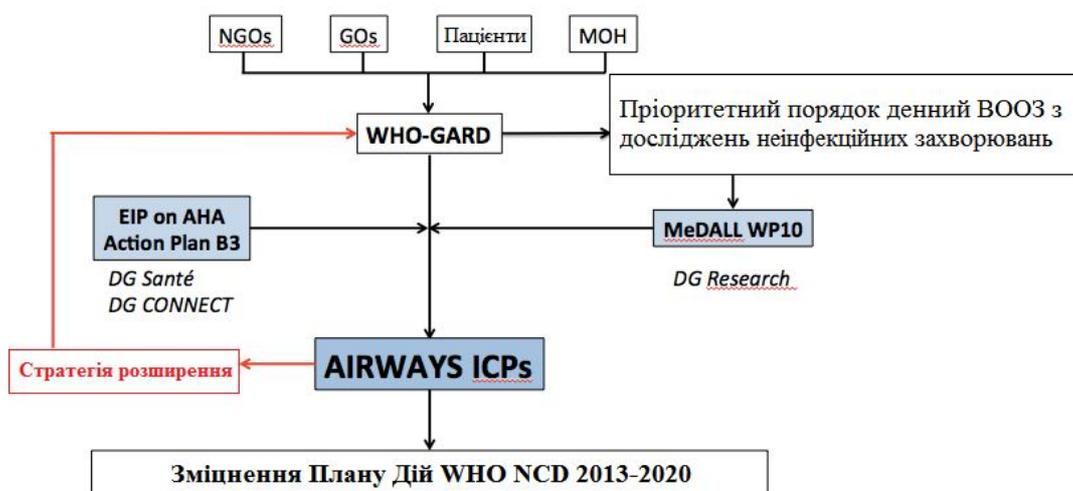 NGOs
GOs
Пацієнти
MOH
WHO-GARD
Пріоритетний порядок денний ВООЗ з
досліджень неінфекційних захворювань
EIP on AHA
Action Plan B3
MeDALL WP10
DG Santé
DG CONNECT
DG Research
Стратегія розширення
AIRWAYS ICPs
Зміцнення Плану Дій WHO NCD 2013-2020